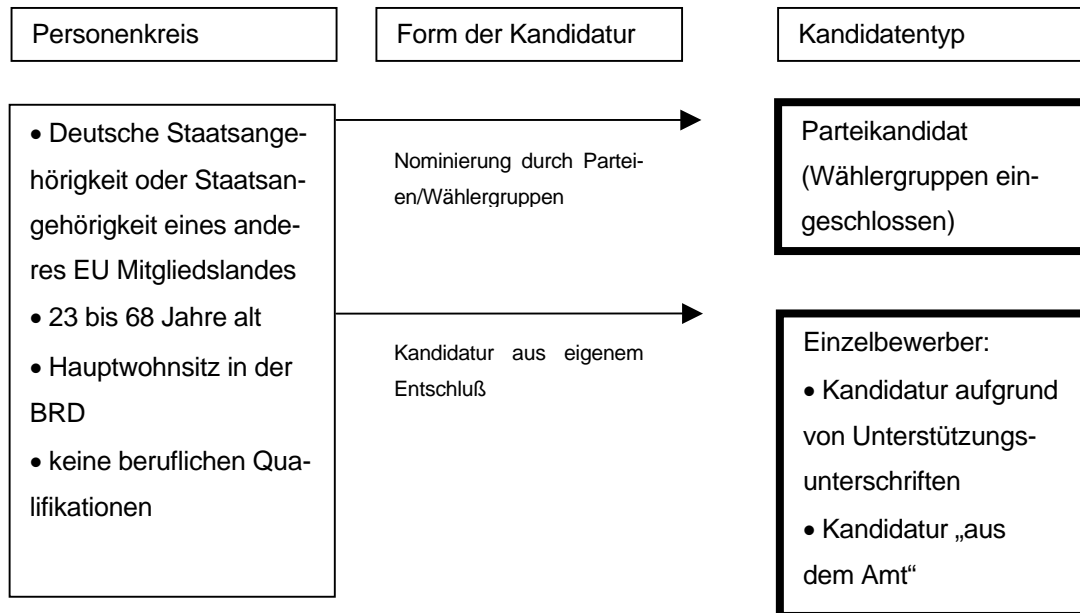 Personenkreis
Form der Kandidatur
Kandidatentyp
• Deutsche Staatsange-
hörigkeit oder Staatsan-
gehörigkeit eines ande-
res EU Mitgliedslandes
• 23 bis 68 Jahre alt
• Hauptwohnsitz in der
BRD
• keine beruflichen Qua-
lifikationen
Nominierung durch Partei-
en/Wählergruppen
Kandidatur aus eigenem
Entschluß
Parteikandidat
(Wählergruppen ein-
geschlossen)
Einzelbewerber:
• Kandidatur aufgrund
von Unterstützungs-
unterschriften
• Kandidatur „aus
dem Amt“